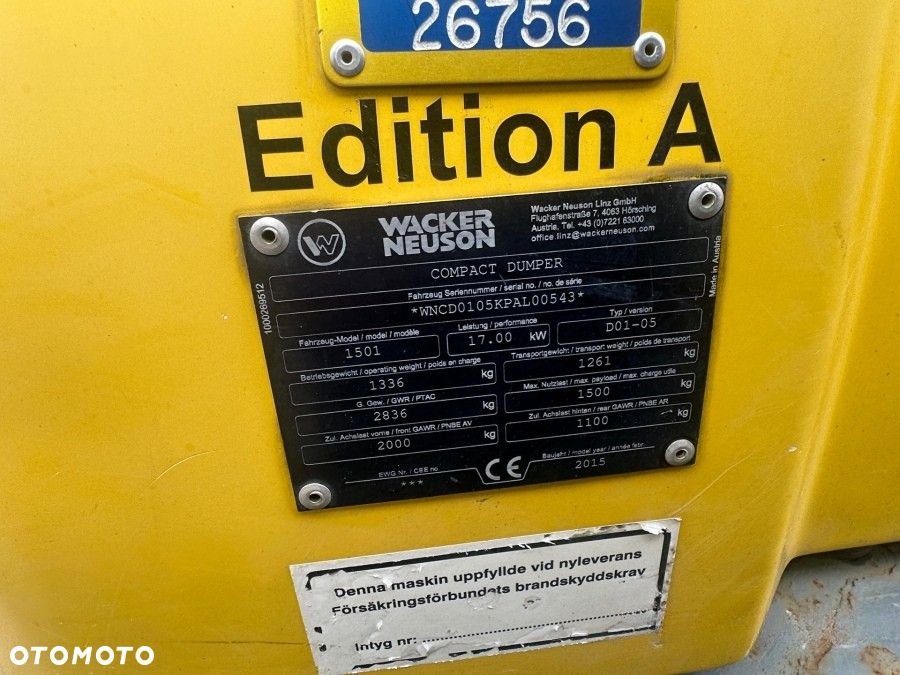 26756
Edition A
WACKER
NEUSON
Wacker Neuson Linz GmbH
Flughafenstraße 7, 4063 Hörsching
Austria, Tel. +43 (0)7221 63000
office.linz@wackerneuson.com
COMPACT DUMPER
Fahrzeug Seriennummer / serial no. / no. de série
*WNCD0105KPAL00543*
Fahrzeug-Model / model / modèle
1501
Leistung / performance
17.00 kW
Typ / version
D01-05
Betriebsgewicht / operating weight / poids en charge
1336 kg
Transportgewicht / transport weight / poids de transport
1261 kg
G. Gew. / GWR / PTAC
2836 kg
Max. Nutzlast / max. payload / max. charge utile
1500 kg
Zul. Achslast vorne / front GAWR / PNBE AV
2000 kg
Zul. Achslast hinten / rear GAWR / PNBE AR
1100 kg
EWG Nr. / CEE no
***
CE
Baujahr / model year / année fabr.
2015
1000269512
Made in Austria
Denna maskin uppfyllde vid nyleverans
Försäkringsförbundets brandskyddskrav
Intyg nr:
OTOMOTO